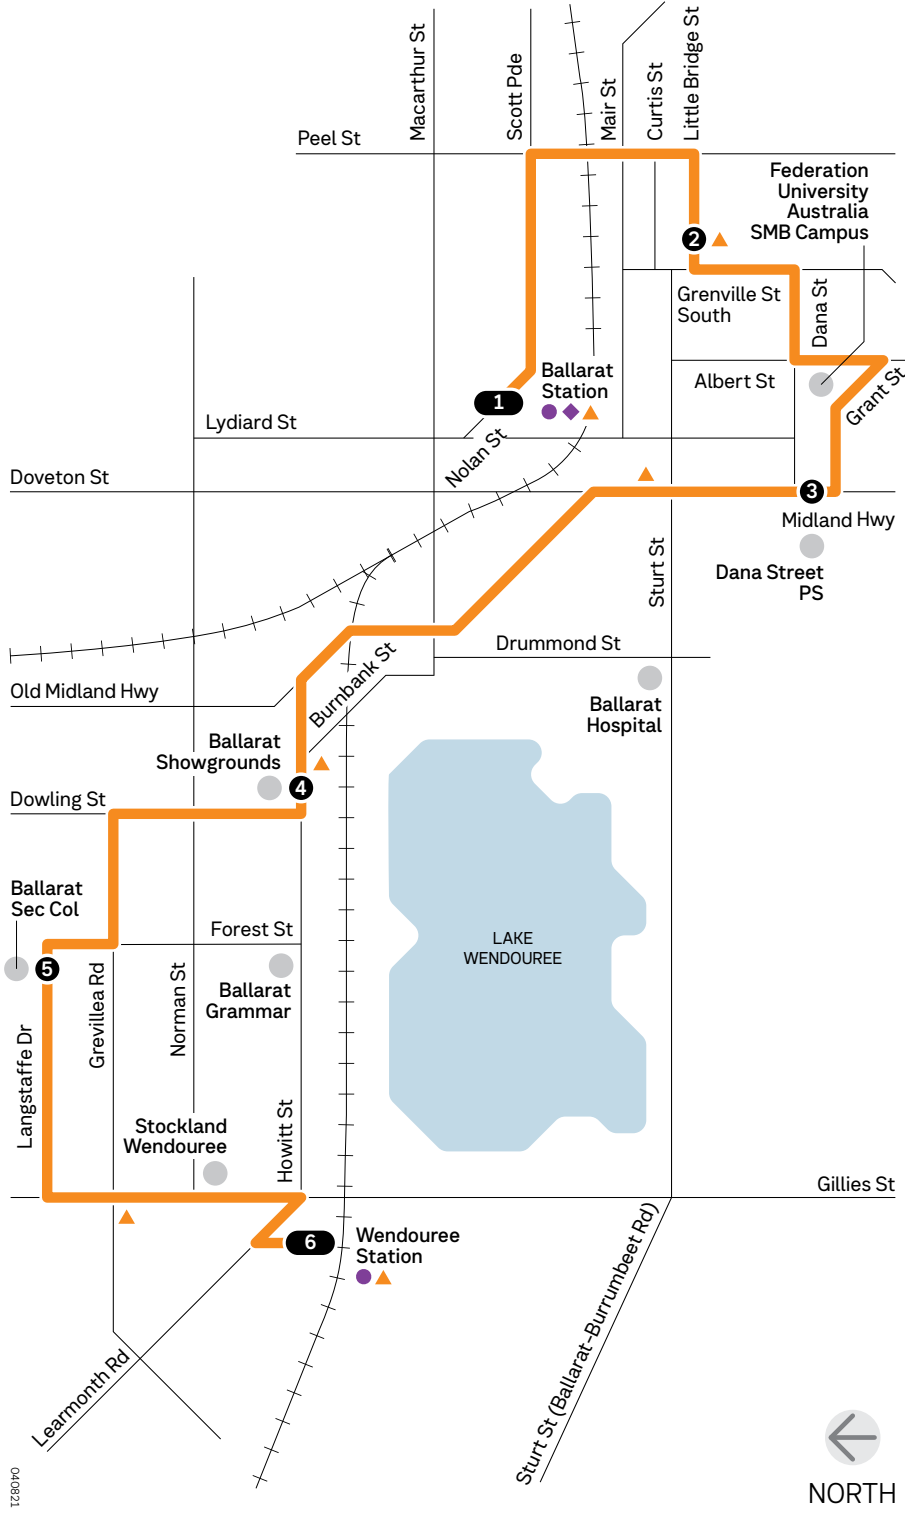 Macarthur St
Scott Pde
Mair St
Curtis St
Little Bridge St
Peel St
Federation
University
Australia
SMB Campus
2
Grenville St
South
Dana St
Ballarat
Station
Albert St
Grant St
1
Lydiard St
Nolan St
Doveton St
3
Midland Hwy
Dana Street
PS
Sturt St
Drummond St
Burnbank St
Old Midland Hwy
Ballarat
Hospital
Ballarat
Showgrounds
4
Dowling St
Ballarat
Sec Col
Forest St
LAKE
WENDOUREE
5
Ballarat
Grammar
Grevillea Rd
Norman St
Langstaffe Dr
Howitt St
Stockland
Wendouree
Gillies St
6
Wendouree
Station
Sturt St (Ballarat-Burrumbeet Rd)
Learmonth Rd
NORTH
040821